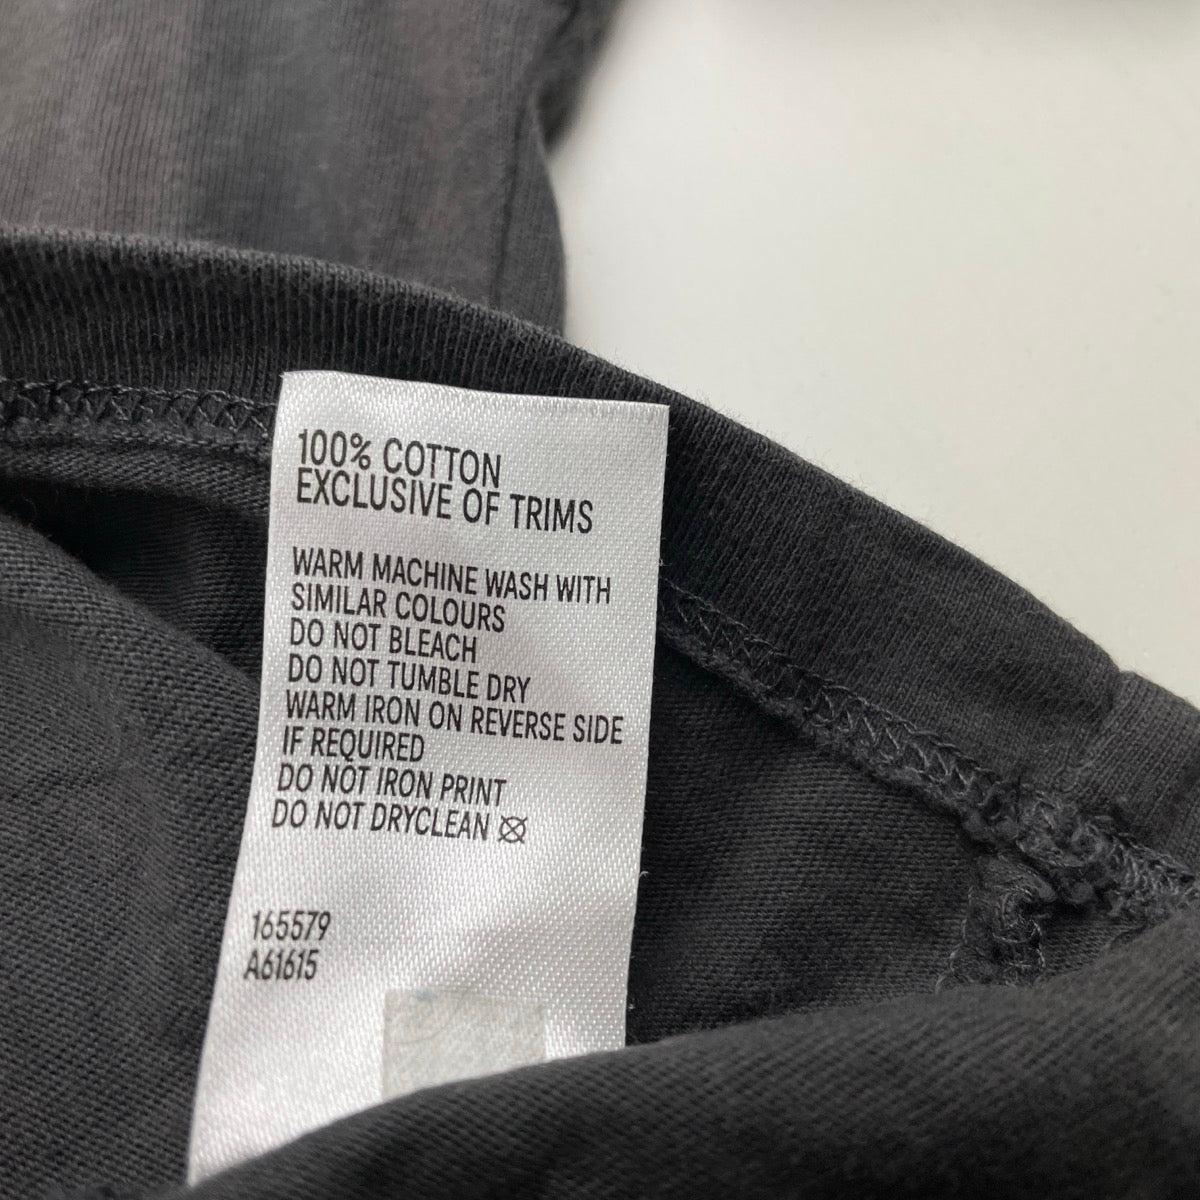 100% COTTON
EXCLUSIVE OF TRIMS
WARM MACHINE WASH WITH
SIMILAR COLOURS
DO NOT BLEACH
DO NOT TUMBLE DRY
WARM IRON ON REVERSE SIDE
IF REQUIRED
DO NOT IRON PRINT
DO NOT DRYCLEAN
165579
A61615